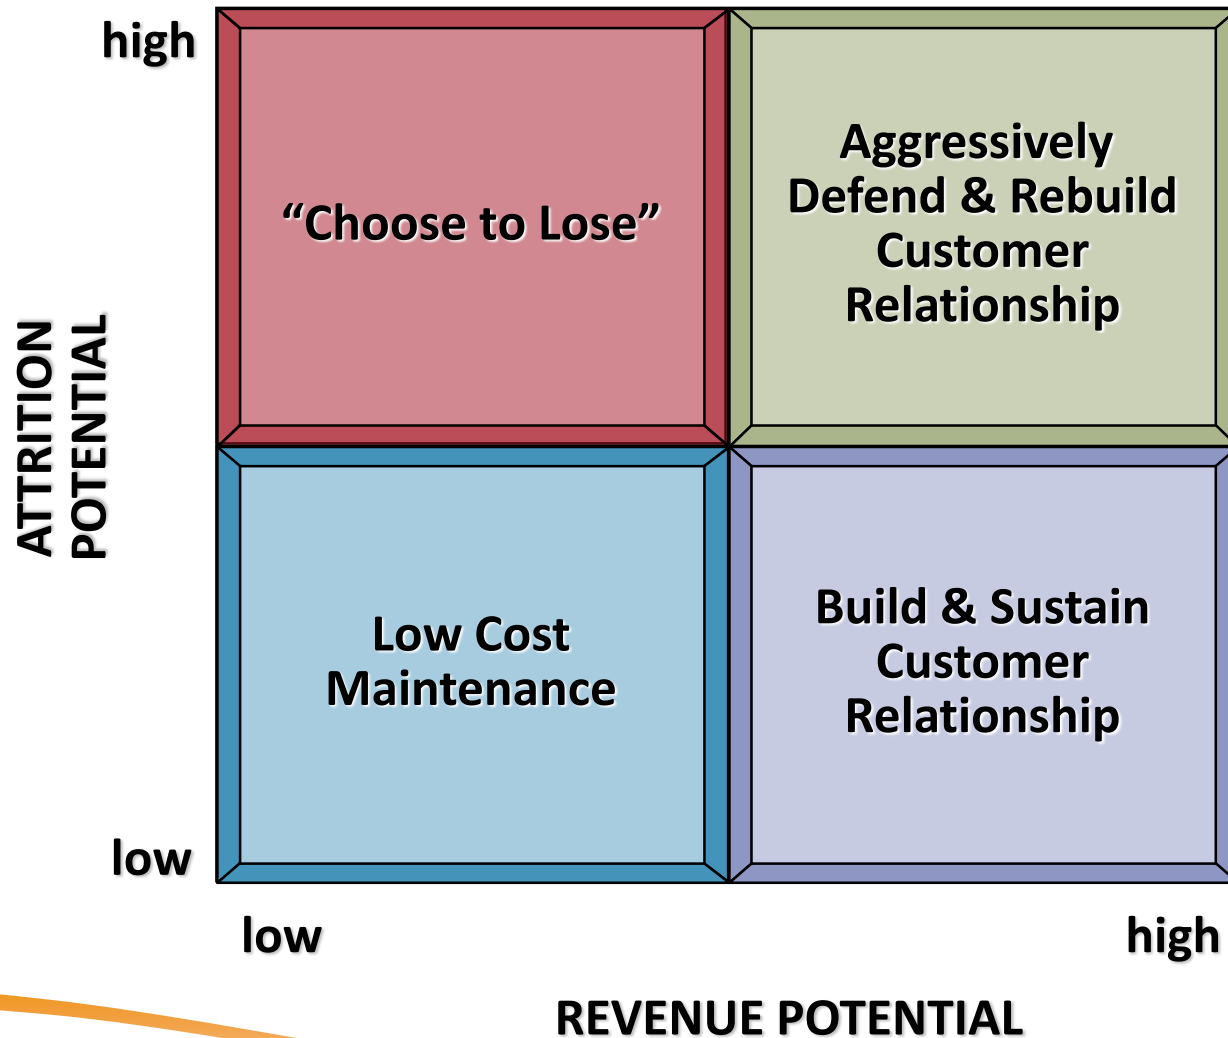 high
“Choose to Lose”
Aggressively
Defend & Rebuild
Customer
Relationship
ATTRITION
POTENTIAL
Low Cost
Maintenance
Build & Sustain
Customer
Relationship
low
low
high
REVENUE POTENTIAL